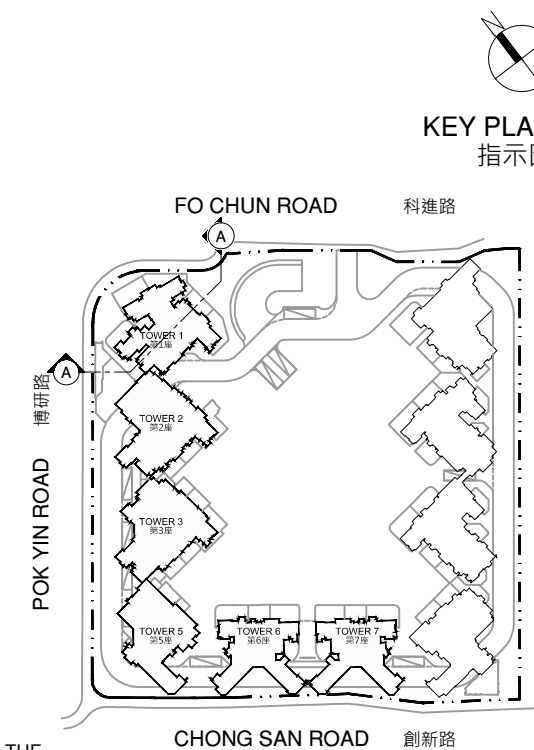 KEY PLA
指示
FO CHUN ROAD 科進路
A
TOWER 1
第1座
A
博研路
TOWER 2
第2座
POK YIN ROAD
TOWER 3
第3座
TOWER 5
第5座
TOWER 6
第6座
TOWER 7
第7座
THE
CHONG SAN ROAD 創新路